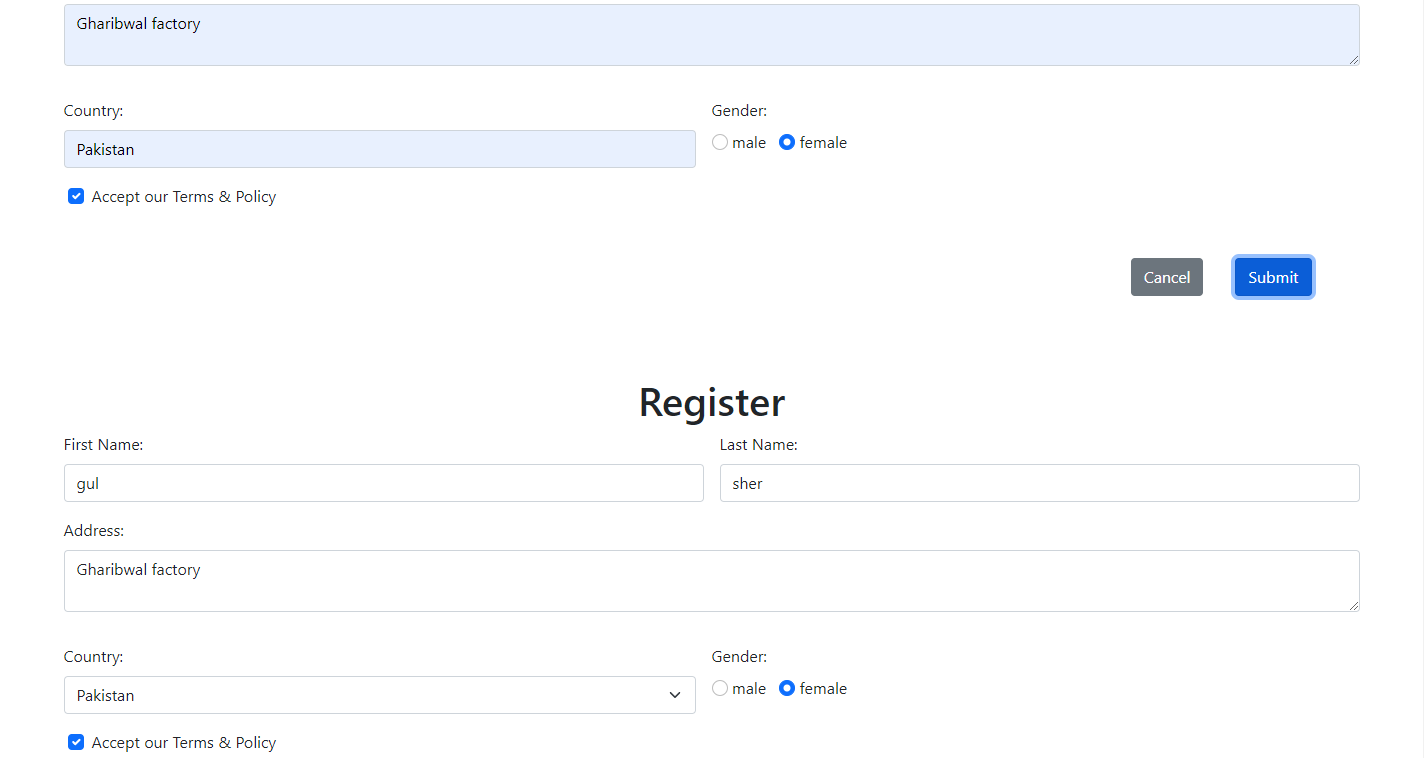 Gharibwal factory
Country: Gender:
Pakistan male female
Accept our Terms & Policy
Cancel Submit
Register
First Name: Last Name:
gul sher
Address:
Gharibwal factory
Country: Gender:
Pakistan male female
Accept our Terms & Policy